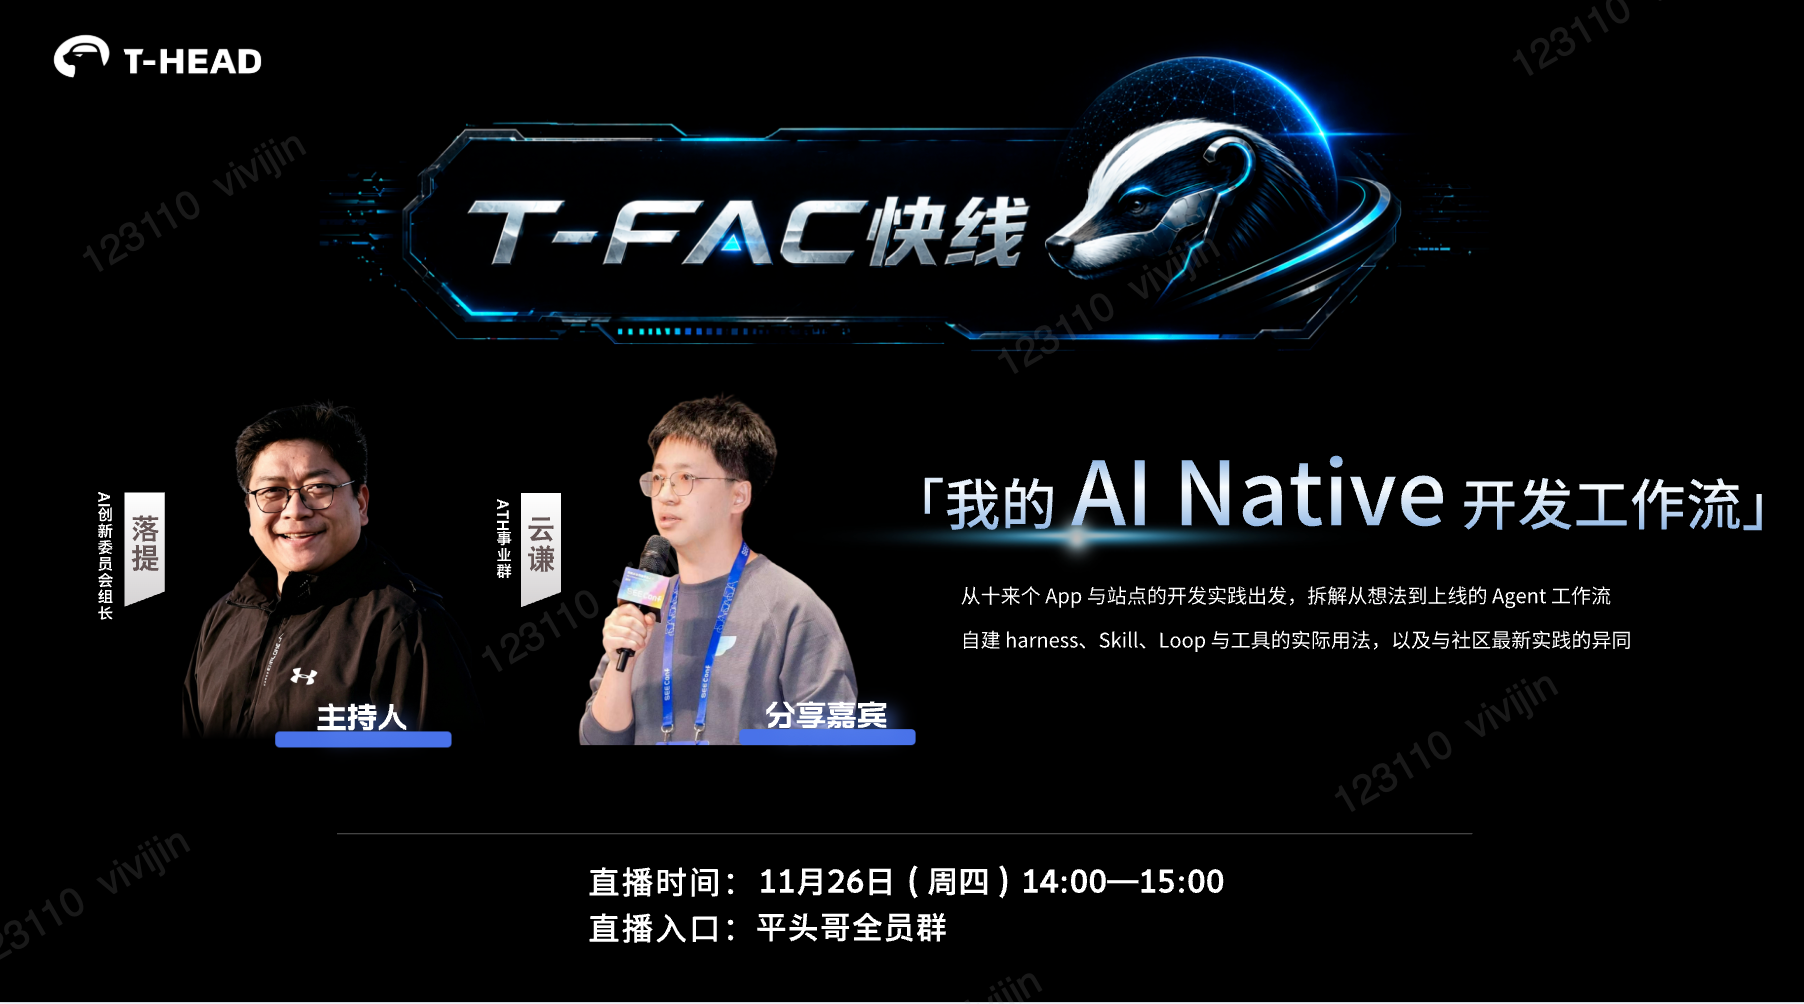 T-HEAD
T-FAC快线
AI创新委员会组长
落提
主持人
ATH事业群
云谦
分享嘉宾
「我的 AI Native 开发工作流」
从十来个 App 与站点的开发实践出发，拆解从想法到上线的 Agent 工作流
自建 harness、Skill、Loop 与工具的实际用法，以及与社区最新实践的异同
直播时间：11月26日（周四）14:00—15:00
直播入口：平头哥全员群
123110 vivijin
123110
123110 vivijin
123110 vi
123110 vivijin
123110 vivijin
vivijin
SEE Conf
SEE Conf